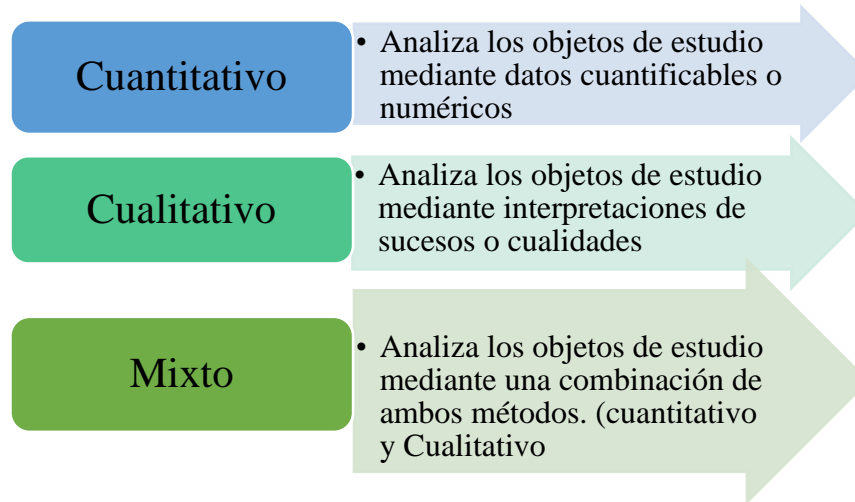 Cuantitativo
• Analiza los objetos de estudio
mediante datos cuantificables o
numéricos
Cualitativo
• Analiza los objetos de estudio
mediante interpretaciones de
sucesos o cualidades
Mixto
• Analiza los objetos de estudio
mediante una combinación de
ambos métodos. (cuantitativo
y Cualitativo